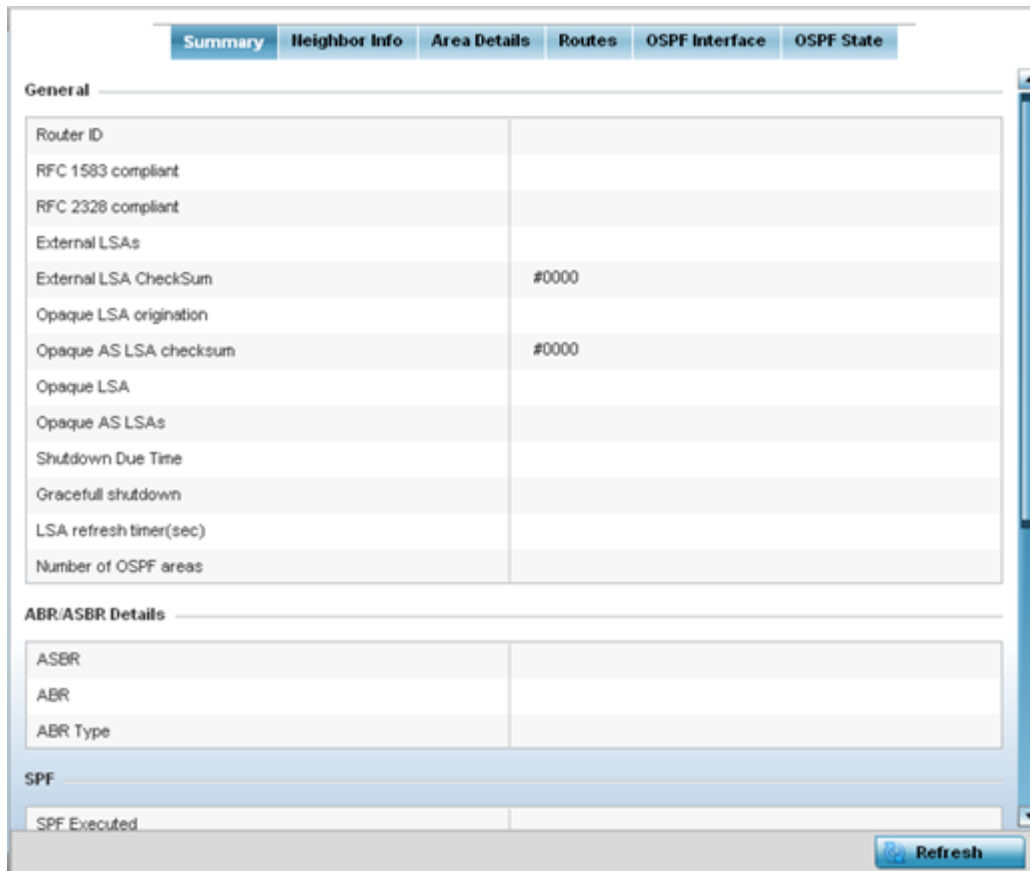 Summary Neighbor Info Area Details Routes OSPF Interface OSPF State
General
Router ID
RFC 1583 compliant
RFC 2328 compliant
External LSAs
External LSA CheckSum #0000
Opaque LSA origination
Opaque AS LSA checksum #0000
Opaque LSA
Opaque AS LSAs
Shutdown Due Time
Gracefull shutdown
LSA refresh timer(sec)
Number of OSPF areas
ABR/ASBR Details
ASBR
ABR
ABR Type
SPF
SPF Executed
Refresh